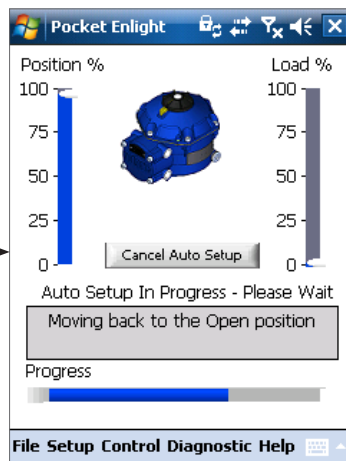 Pocket Enlight
Position %
Load %
100
75
50
25
0
100
75
50
25
0
Cancel Auto Setup
Auto Setup In Progress - Please Wait
Moving back to the Open position
Progress
File Setup Control Diagnostic Help